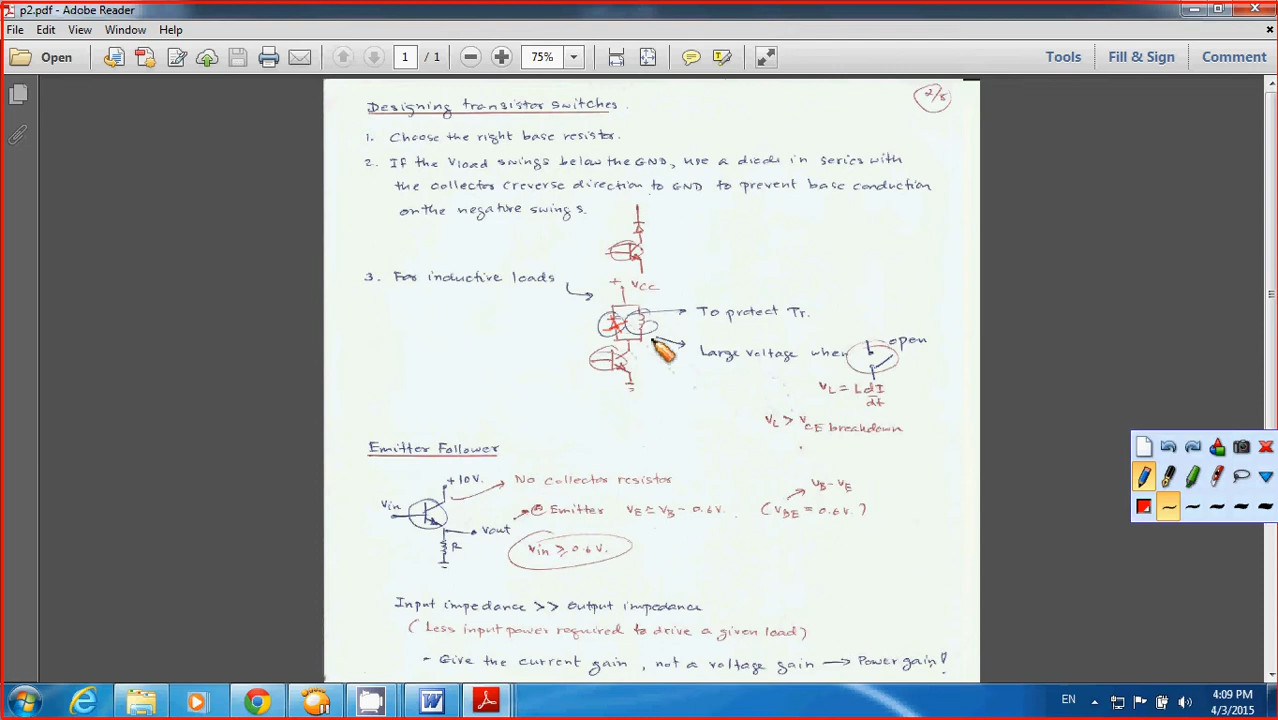 p2.pdf - Adobe Reader
File Edit View Window Help
Open 1 / 1 75% Tools Fill & Sign Comment
2/5
Designing transistor switches.
1. Choose the right base resistor.
2. If the Vload swings below the GND, use a diode in series with
the collector (reverse direction to GND to prevent base conduction
on the negative swings.
3. For inductive loads
+ VCC
To protect Tr.
Large voltage when open
VL = L dI
dt
VL > VCE breakdown
Emitter Follower
+10V. No collector resistor
VB - VE
Vin
@ Emitter VE ≃ VB - 0.6V. (VBE = 0.6V.)
Vout
R
Vin ≥ 0.6V.
Input impedance >> Output impedance
(Less input power required to drive a given load)
- Give the current gain, not a voltage gain → Power gain!
EN
4:09 PM
4/3/2015